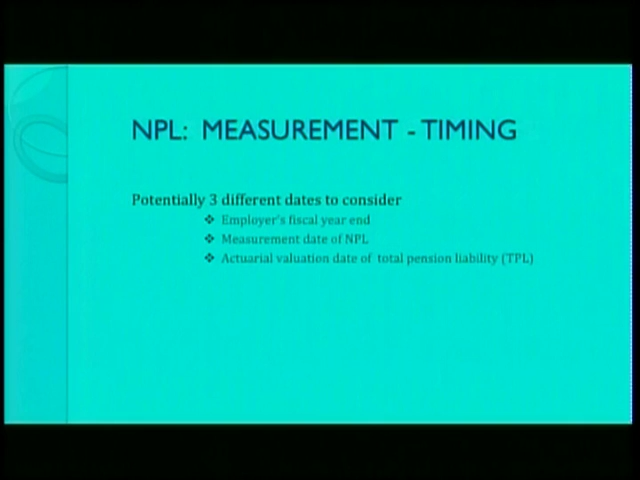 NPL: MEASUREMENT - TIMING
Potentially 3 different dates to consider
❖ Employer's fiscal year end
❖ Measurement date of NPL
❖ Actuarial valuation date of total pension liability (TPL)